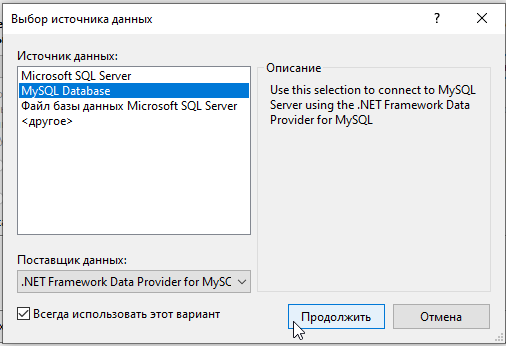 Выбор источника данных
?
Источник данных:
Microsoft SQL Server
MySQL Database
Файл базы данных Microsoft SQL Server
<другое>
Описание
Use this selection to connect to MySQL
Server using the .NET Framework Data
Provider for MySQL
Поставщик данных:
.NET Framework Data Provider for MySC
Всегда использовать этот вариант
Продолжить
Отмена